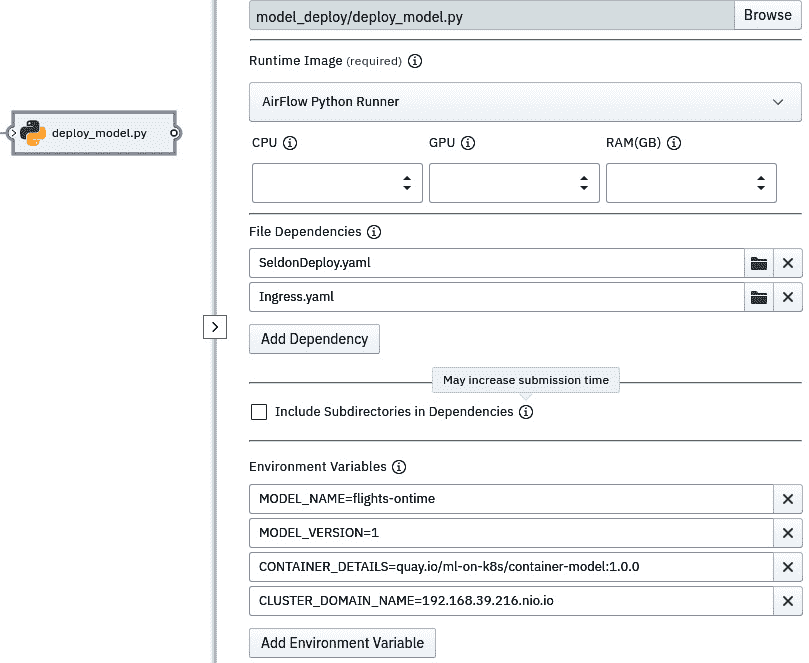 model_deploy/deploy_model.py
Browse
Runtime Image (required)
AirFlow Python Runner
deploy_model.py
CPU
GPU
RAM(GB)
File Dependencies
SeldonDeploy.yaml
Ingress.yaml
Add Dependency
May increase submission time
Include Subdirectories in Dependencies
Environment Variables
MODEL_NAME=flights-ontime
MODEL_VERSION=1
CONTAINER_DETAILS=quay.io/ml-on-k8s/container-model:1.0.0
CLUSTER_DOMAIN_NAME=192.168.39.216.nio.io
Add Environment Variable